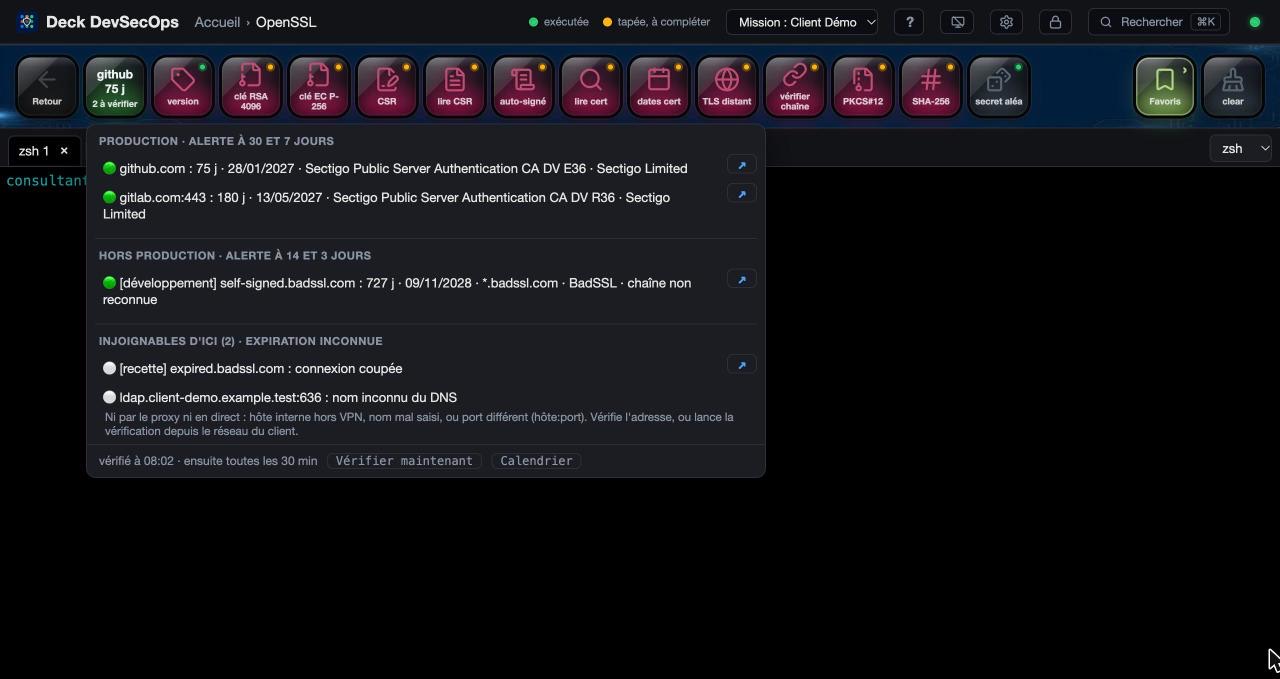 Deck DevSecOps Accueil › OpenSSL exécutée tapée, à compléter Mission : Client Démo ? Rechercher ⌘K
Retour
github
75 j
2 à vérifier
version
clé RSA
4096
clé EC P-
256
CSR
lire CSR
auto-signé
lire cert
dates cert
TLS distant
vérifier
chaîne
PKCS#12
SHA-256
secret aléa
Favoris
clear
zsh 1 ×
zsh
consultant
PRODUCTION · ALERTE À 30 ET 7 JOURS
github.com : 75 j · 28/01/2027 · Sectigo Public Server Authentication CA DV E36 · Sectigo Limited ↗
gitlab.com:443 : 180 j · 13/05/2027 · Sectigo Public Server Authentication CA DV R36 · Sectigo ↗
Limited
HORS PRODUCTION · ALERTE À 14 ET 3 JOURS
[développement] self-signed.badssl.com : 727 j · 09/11/2028 · *.badssl.com · BadSSL · chaîne non ↗
reconnue
INJOIGNABLES D'ICI (2) · EXPIRATION INCONNUE
[recette] expired.badssl.com : connexion coupée ↗
ldap.client-demo.example.test:636 : nom inconnu du DNS
Ni par le proxy ni en direct : hôte interne hors VPN, nom mal saisi, ou port différent (hôte:port). Vérifie l'adresse, ou lance la
vérification depuis le réseau du client.
vérifié à 08:02 · ensuite toutes les 30 min Vérifier maintenant Calendrier